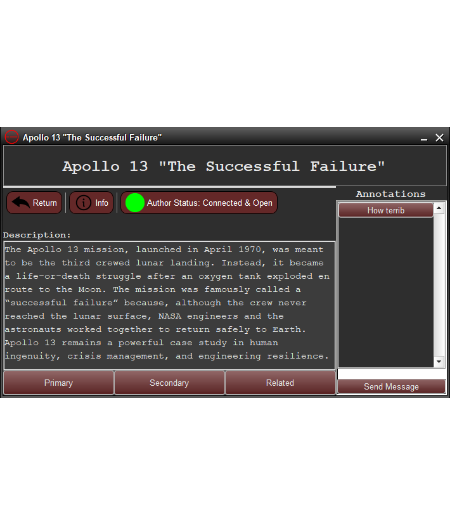 Apollo 13 "The Successful Failure"
Apollo 13 "The Successful Failure"
Return
Info
Author Status: Connected & Open
Annotations
How terrib
Description:
The Apollo 13 mission, launched in April 1970, was meant
to be the third crewed lunar landing. Instead, it became
a life-or-death struggle after an oxygen tank exploded en
route to the Moon. The mission was famously called a
“successful failure” because, although the crew never
reached the lunar surface, NASA engineers and the
astronauts worked together to return safely to Earth.
Apollo 13 remains a powerful case study in human
ingenuity, crisis management, and engineering resilience.
Primary
Secondary
Related
Send Message